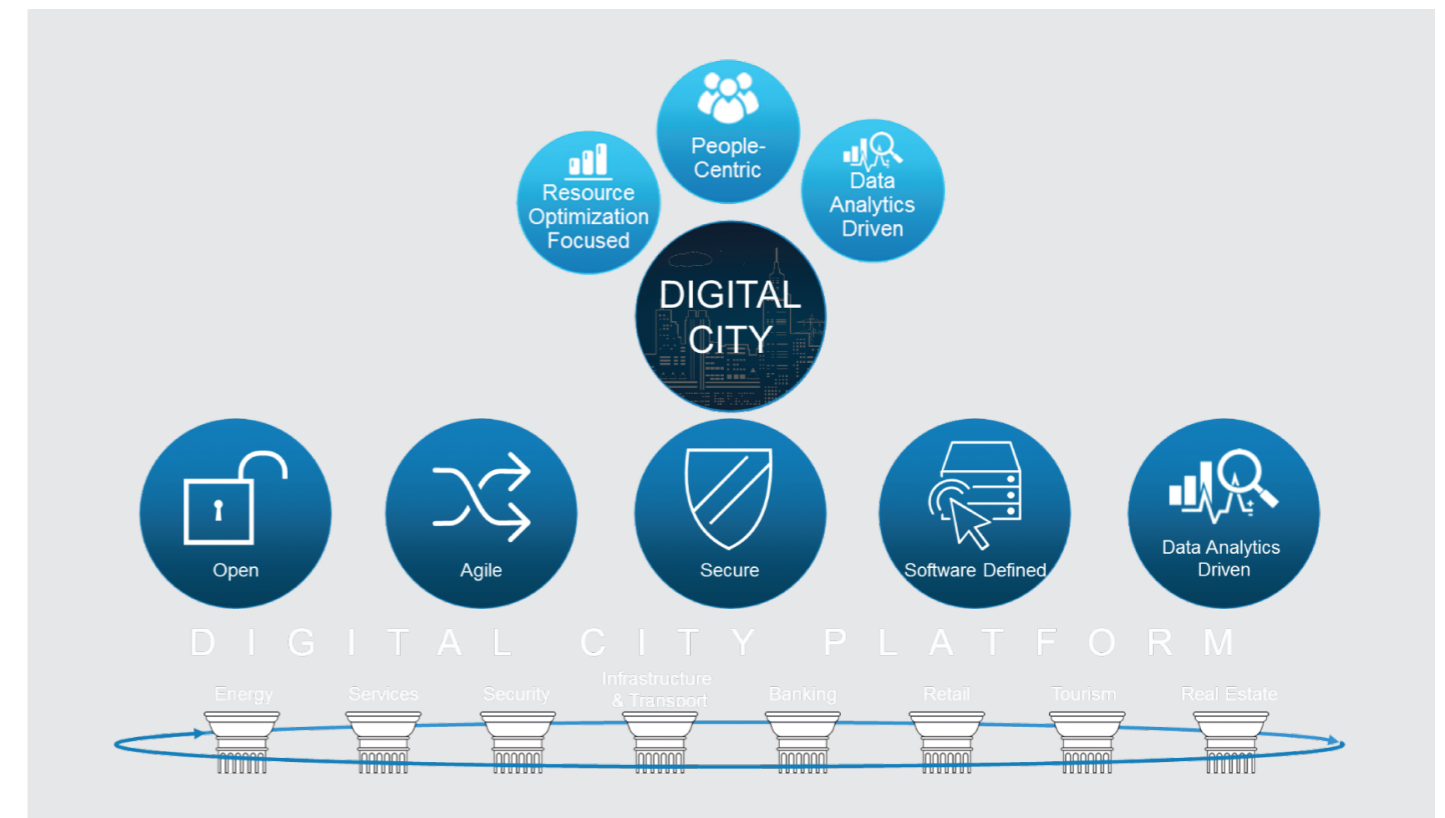 People-
Centric
Resource
Optimization
Focused
Data
Analytics
Driven
DIGITAL
CITY
Open
Agile
Secure
Software Defined
Data Analytics
Driven
DIGITAL CITY PLATFORM
Energy
Services
Security
Infrastructure
& Transport
Banking
Retail
Tourism
Real Estate